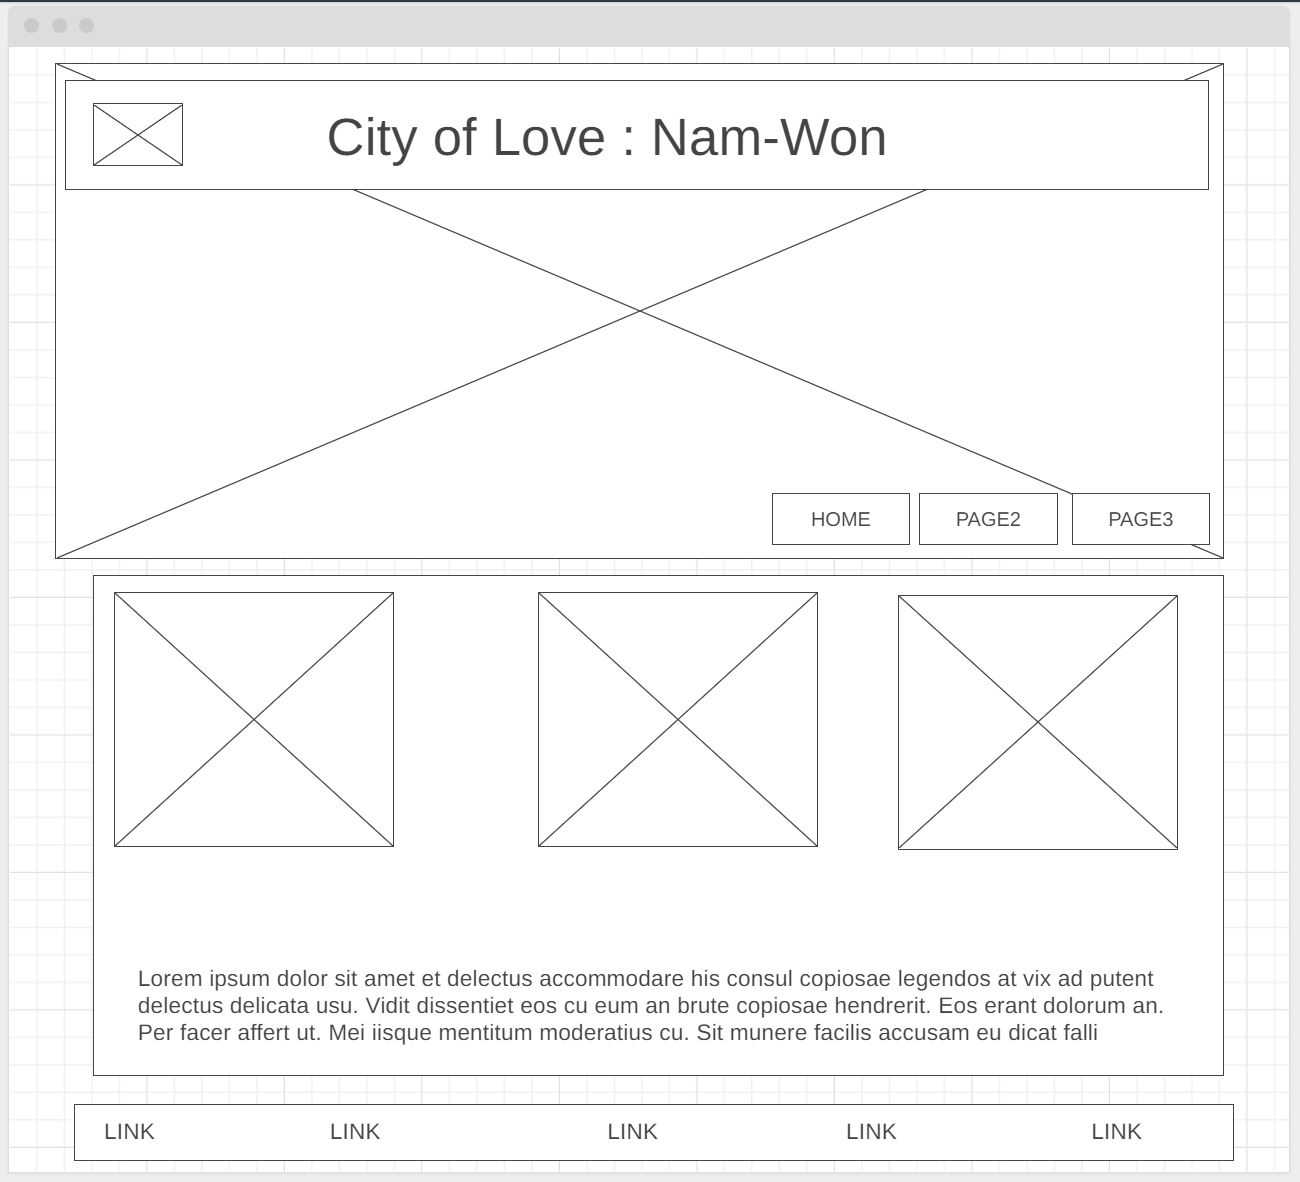 City of Love : Nam-Won
HOME
PAGE2
PAGE3
Lorem ipsum dolor sit amet et delectus accommodare his consul copiosae legendos at vix ad putent
delectus delicata usu. Vidit dissentiet eos cu eum an brute copiosae hendrerit. Eos erant dolorum an.
Per facer affert ut. Mei iisque mentitum moderatius cu. Sit munere facilis accusam eu dicat falli
LINK
LINK
LINK
LINK
LINK